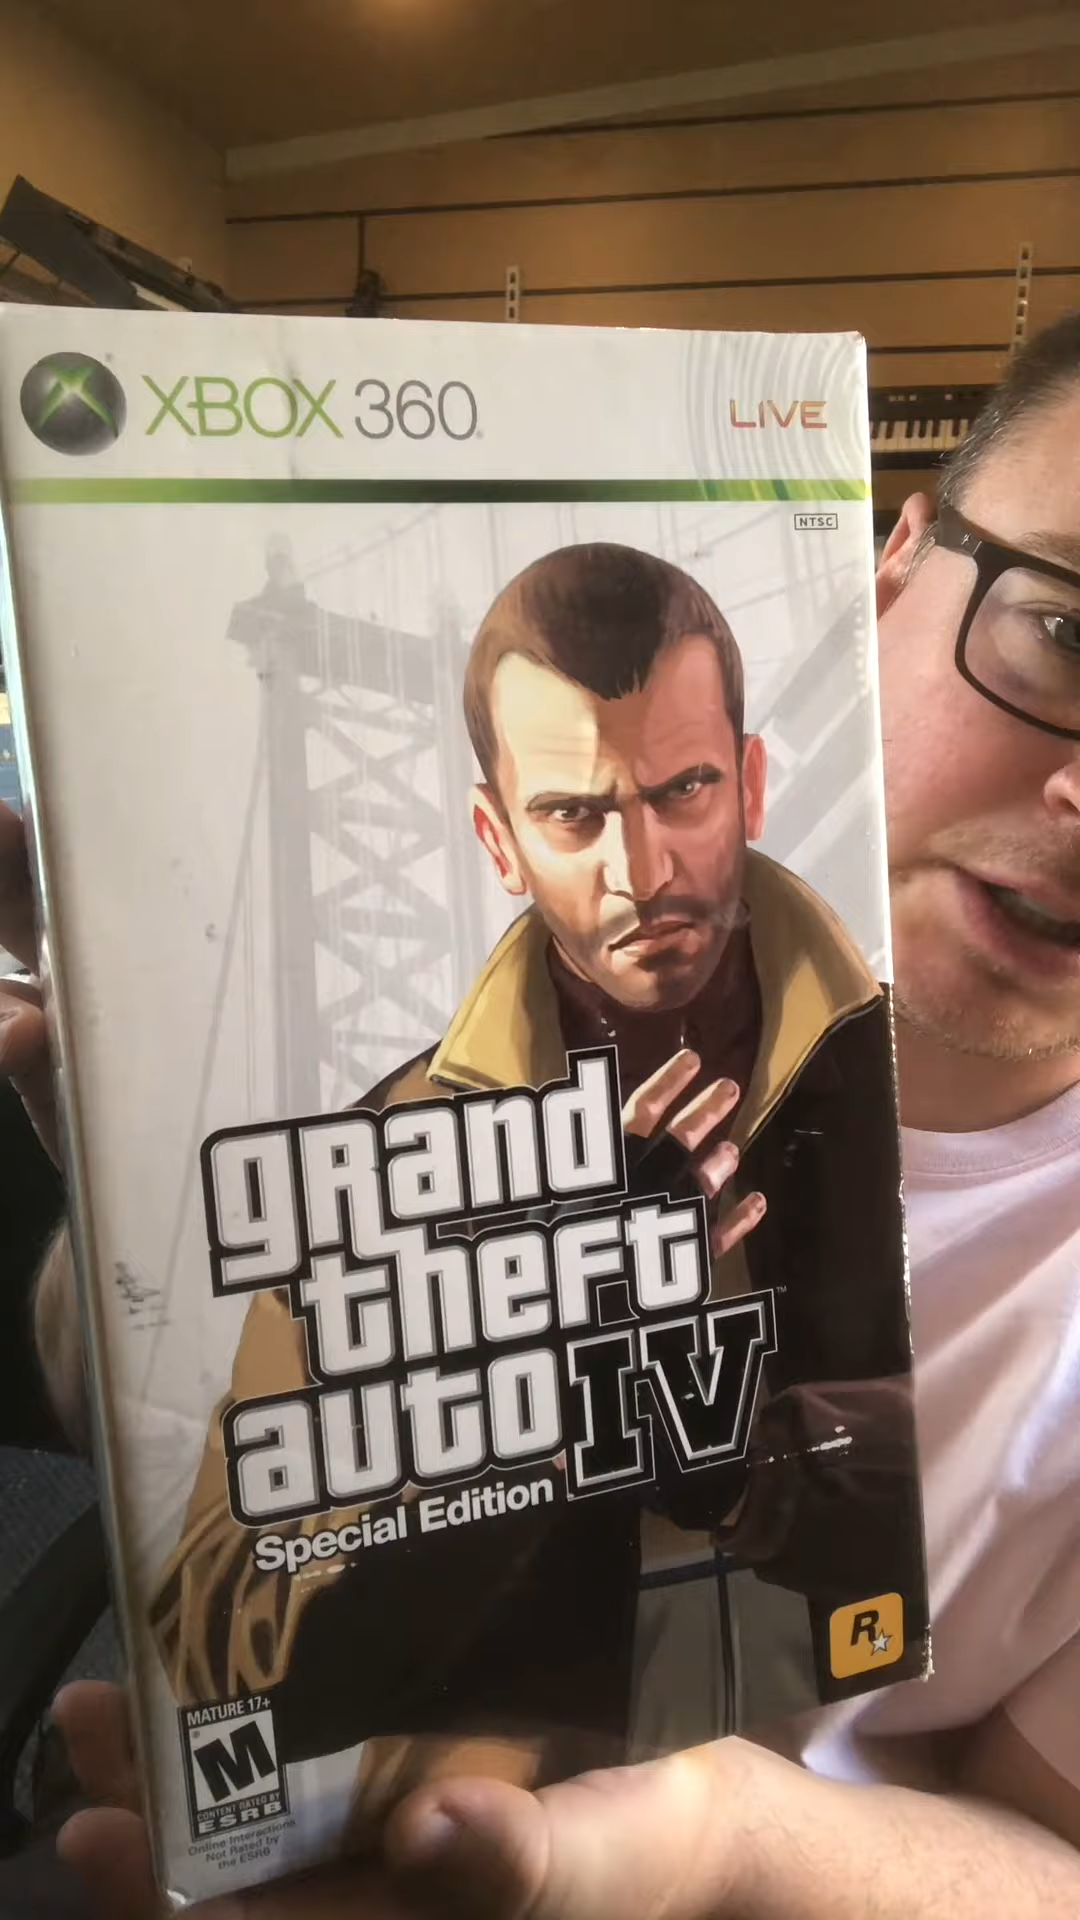 XBOX 360
LIVE
NTSC
grand
theft
auto IV
™
Special Edition
R
MATURE 17+
M
CONTENT RATED BY
ESRB
Online Interactions
Not Rated by
the ESRB